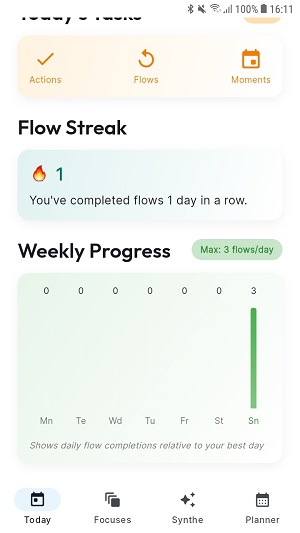 100% 16:11
Today's Tasks
Actions Flows Moments
Flow Streak
🔥 1
You've completed flows 1 day in a row.
Weekly Progress Max: 3 flows/day
0 0 0 0 0 0 3
Mn Te Wd Tu Fr St Sn
Shows daily flow completions relative to your best day
Today Focuses Synthe Planner